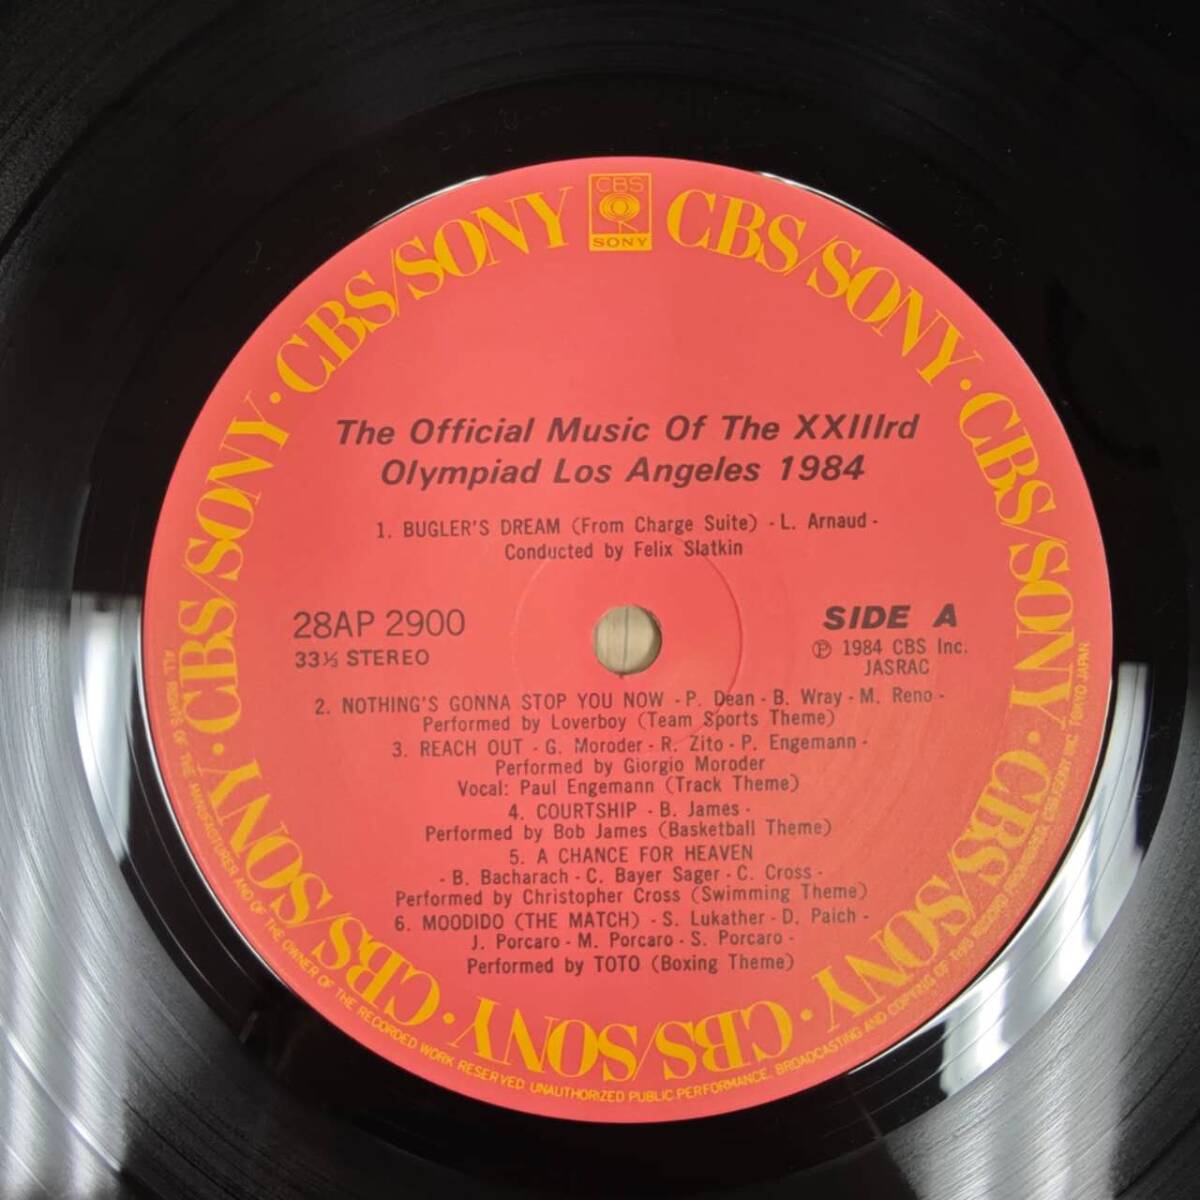 CBS
SONY
CBS/SONY · CBS/SONY · CBS/SONY · CBS/SONY · CBS/SONY · CBS/SONY · CBS/SONY · CBS/SONY
The Official Music Of The XXIIIrd
Olympiad Los Angeles 1984
1. BUGLER'S DREAM (From Charge Suite) - L. Arnaud -
Conducted by Felix Slatkin
28AP 2900
33⅓ STEREO
SIDE A
Ⓟ 1984 CBS Inc.
JASRAC
2. NOTHING'S GONNA STOP YOU NOW - P. Dean - B. Wray - M. Reno -
Performed by Loverboy (Team Sports Theme)
3. REACH OUT - G. Moroder - R. Zito - P. Engemann -
Performed by Giorgio Moroder
Vocal: Paul Engemann (Track Theme)
4. COURTSHIP - B. James -
Performed by Bob James (Basketball Theme)
5. A CHANCE FOR HEAVEN
- B. Bacharach - C. Bayer Sager - C. Cross -
Performed by Christopher Cross (Swimming Theme)
6. MOODIDO (THE MATCH) - S. Lukather - D. Paich -
J. Porcaro - M. Porcaro - S. Porcaro -
Performed by TOTO (Boxing Theme)
ALL RIGHTS OF THE MANUFACTURER AND OF THE OWNER OF THE RECORDED WORK RESERVED. UNAUTHORIZED PUBLIC PERFORMANCE, BROADCASTING AND COPYING OF THIS RECORD PROHIBITED. CBS/SONY INC. TOKYO JAPAN